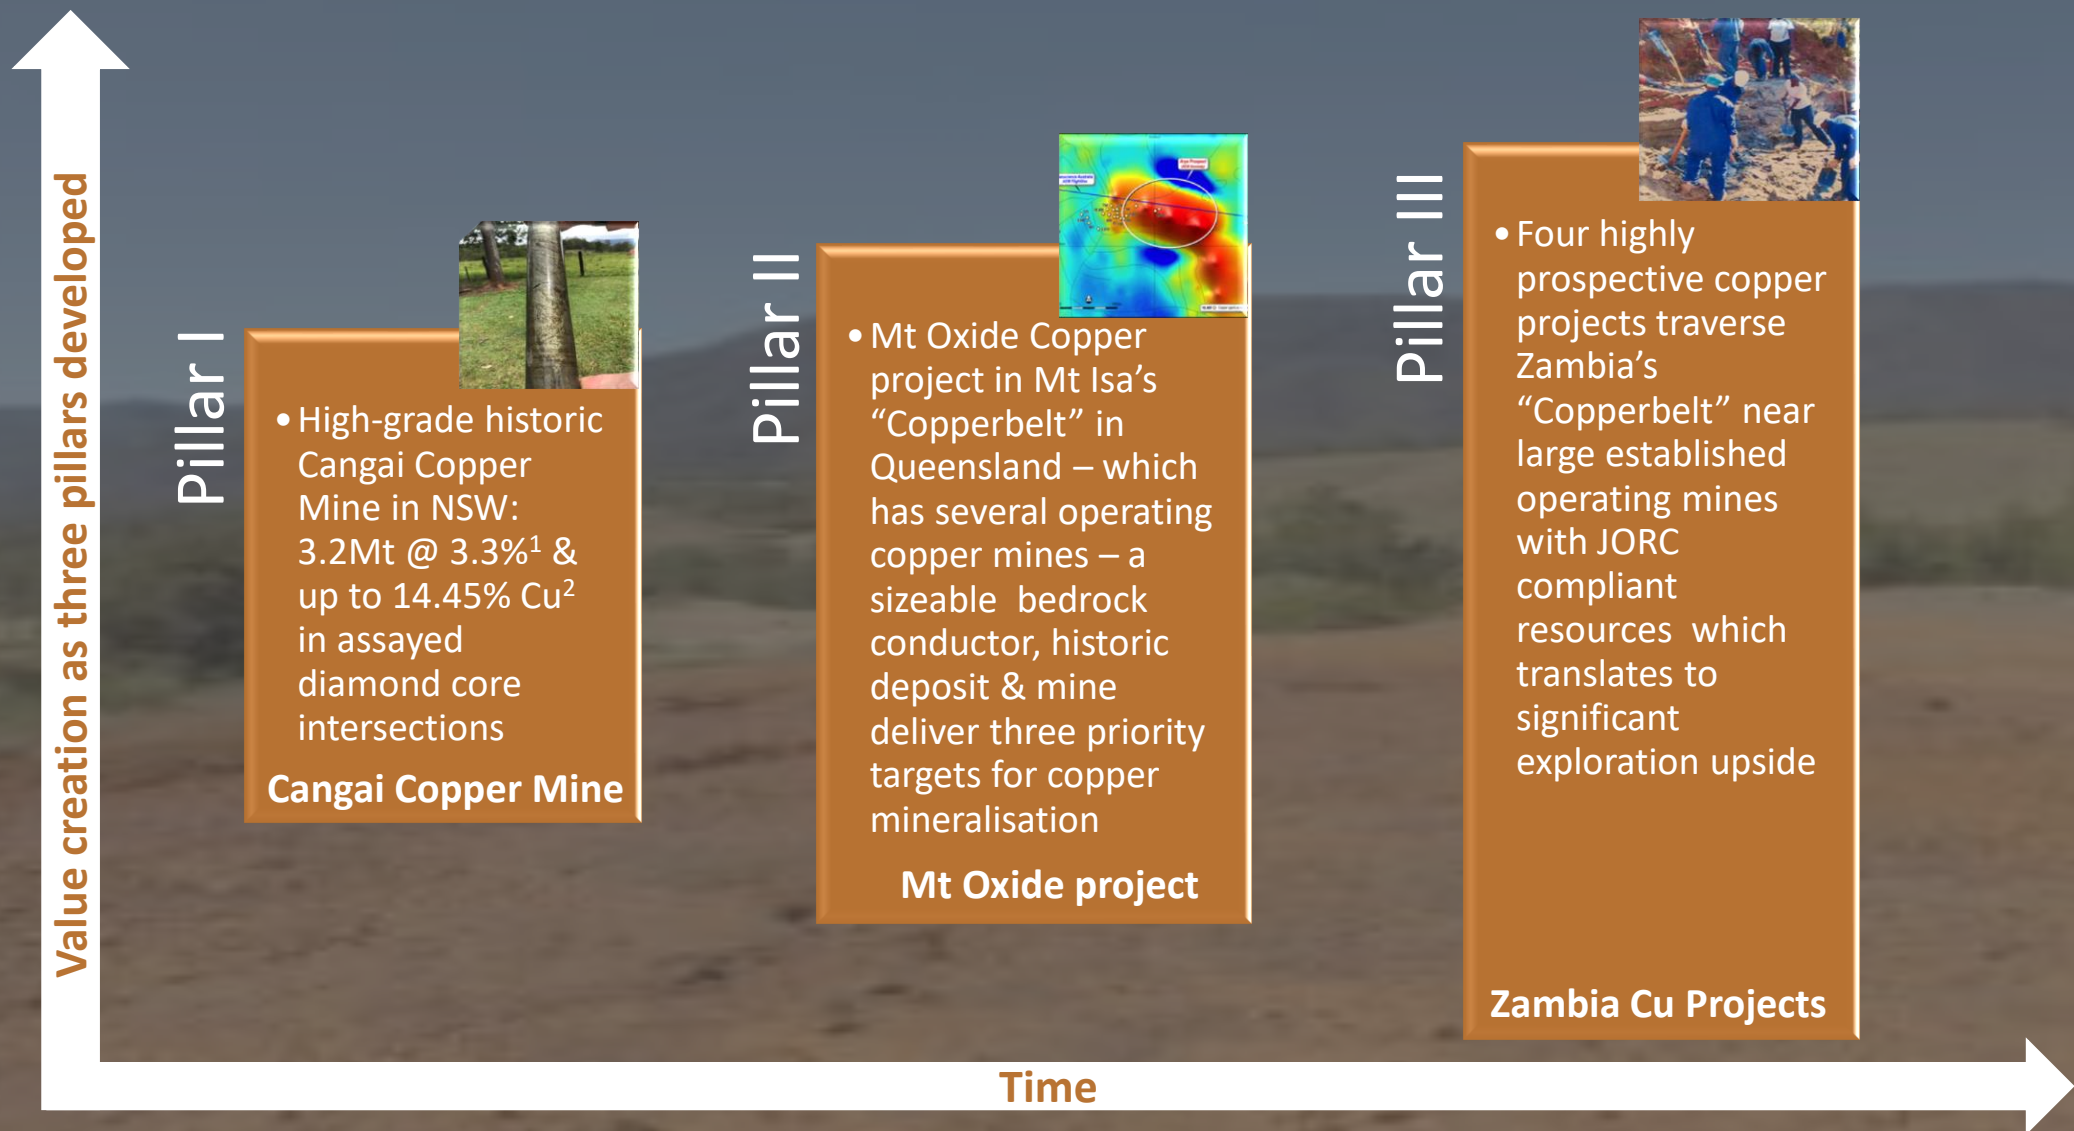 Value creation as three pillars developed
Pillar I
• High-grade historic
Cangai Copper
Mine in NSW:
3.2Mt @ 3.3%¹ &
up to 14.45% Cu²
in assayed
diamond core
intersections
Cangai Copper Mine
Pillar II
• Mt Oxide Copper
project in Mt Isa’s
“Copperbelt” in
Queensland – which
has several operating
copper mines – a
sizeable  bedrock
conductor, historic
deposit & mine
deliver three priority
targets for copper
mineralisation
Mt Oxide project
Pillar III
• Four highly
prospective copper
projects traverse
Zambia’s
“Copperbelt” near
large established
operating mines
with JORC
compliant
resources  which
translates to
significant
exploration upside
Zambia Cu Projects
Time